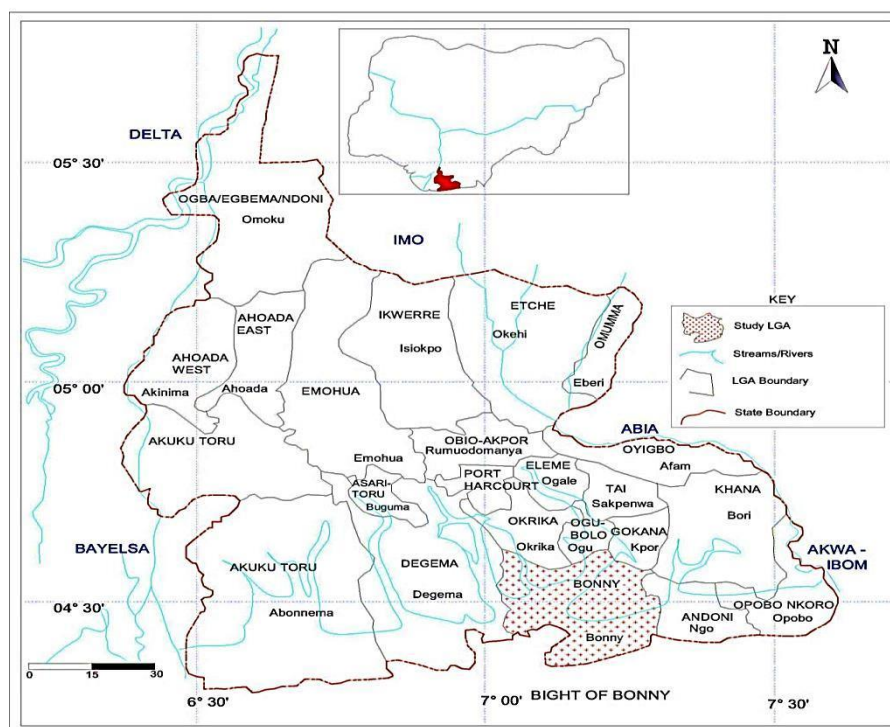 N
DELTA
05° 30'
OGBA/EGBEMA/NDONI
Omoku
IMO
KEY
Study LGA
Streams/Rivers
LGA Boundary
State Boundary
ETCHE
Okehi
OMUMMA
Eberi
IKWERRE
Isiokpo
AHOADA
EAST
Ahoada
AHOADA
WEST
Akinima
05° 00'
EMOHUA
Emohua
AKUKU TORU
OBIO-AKPOR
Rumuodomanya
ABIA
OYIGBO
Afam
ELEME
Ogale
PORT
HARCOURT
ASARI-
TORU
Buguma
TAI
Sakpenwa
KHANA
Bori
OKRIKA
Okrika
OGU-
BOLO
Ogu
GOKANA
Kpor
BAYELSA
AKUKU TORU
Abonnema
DEGEMA
Degema
BONNY
Bonny
AKWA -
IBOM
04° 30'
ANDONI
Ngo
OPOBO NKORO
Opobo
0 15 30
BIGHT OF BONNY
6° 30'
7° 00'
7° 30'